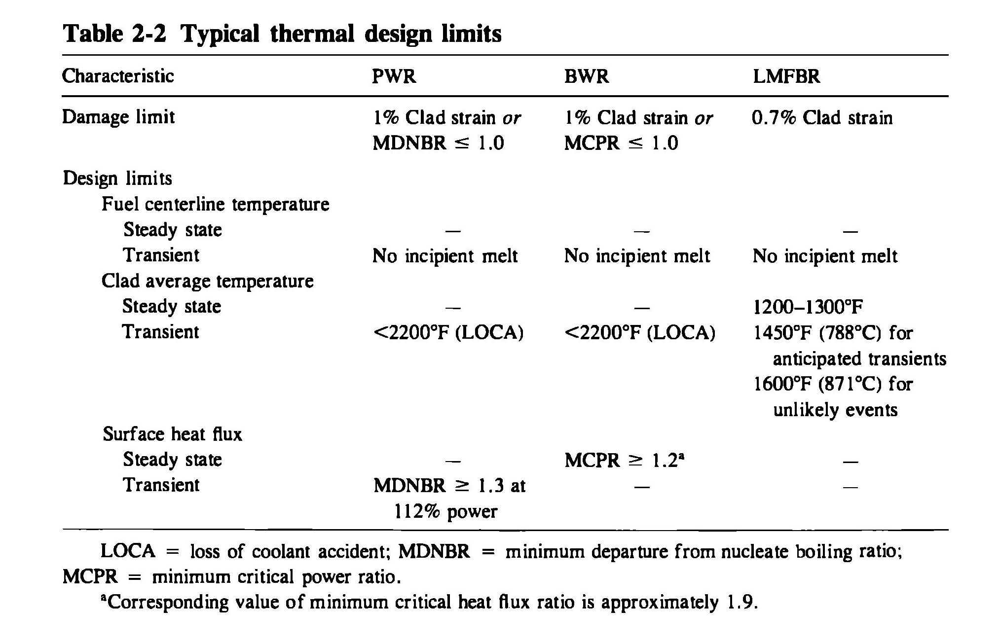 Table 2-2 Typical thermal design limits
Characteristic PWR BWR LMFBR
Damage limit 1% Clad strain or 1% Clad strain or 0.7% Clad strain
MDNBR ≤ 1.0 MCPR ≤ 1.0
Design limits
Fuel centerline temperature
Steady state — — —
Transient No incipient melt No incipient melt No incipient melt
Clad average temperature
Steady state — — 1200–1300°F
Transient <2200°F (LOCA) <2200°F (LOCA) 1450°F (788°C) for
anticipated transients
1600°F (871°C) for
unlikely events
Surface heat flux
Steady state — MCPR ≥ 1.2ᵃ —
Transient MDNBR ≥ 1.3 at — —
112% power
LOCA = loss of coolant accident; MDNBR = minimum departure from nucleate boiling ratio;
MCPR = minimum critical power ratio.
ᵃCorresponding value of minimum critical heat flux ratio is approximately 1.9.